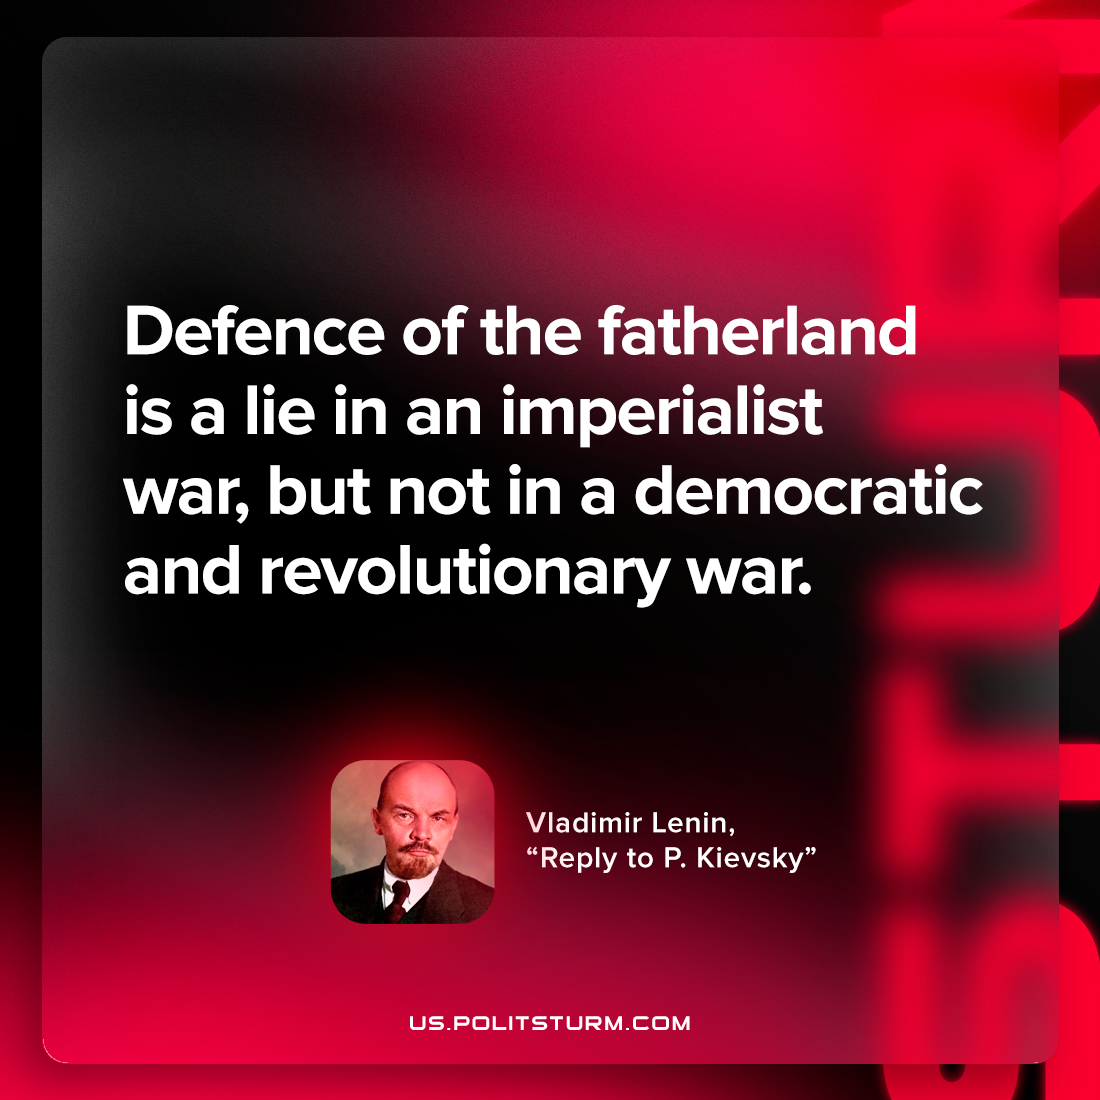 Defence of the fatherland
is a lie in an imperialist
war, but not in a democratic
and revolutionary war.
Vladimir Lenin,
“Reply to P. Kievsky”
US.POLITSTURM.COM